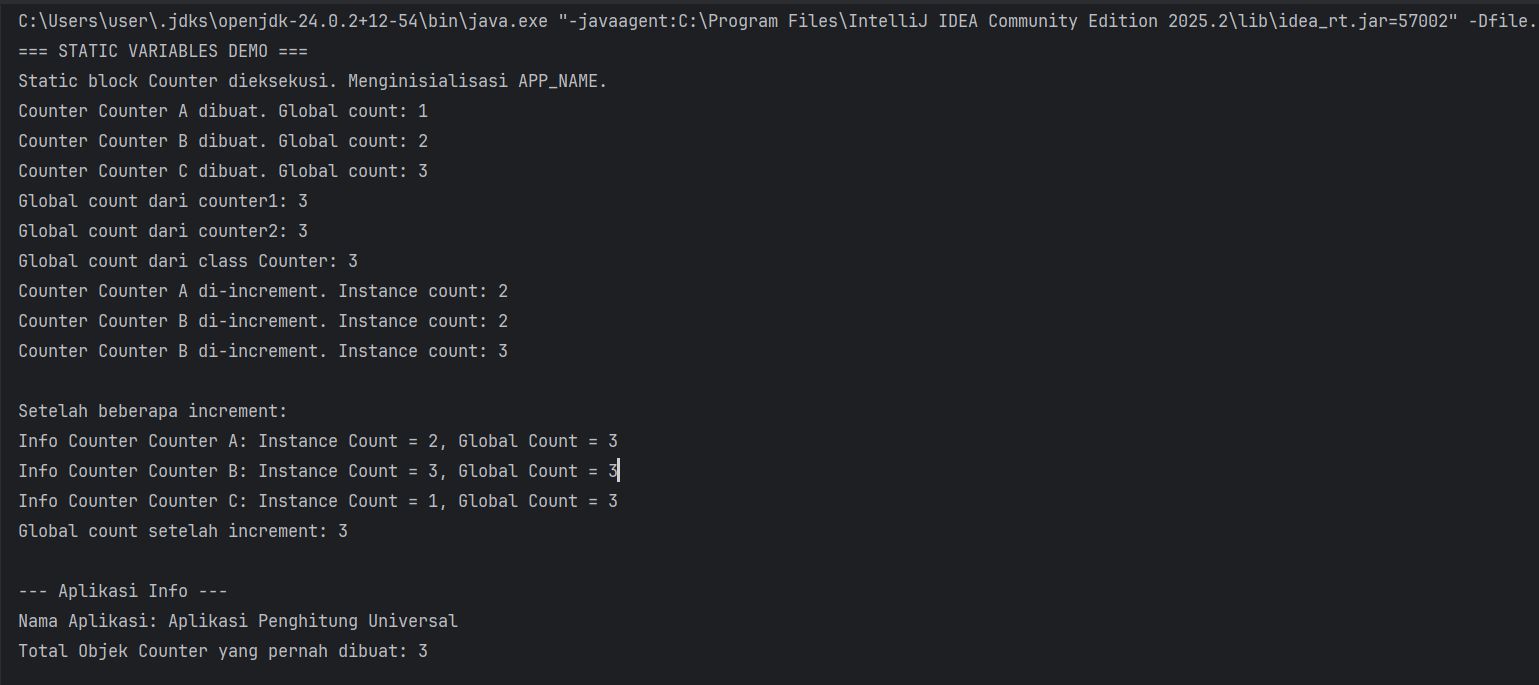 C:\Users\user\.jdks\openjdk-24.0.2+12-54\bin\java.exe "-javaagent:C:\Program Files\IntelliJ IDEA Community Edition 2025.2\lib\idea_rt.jar=57002" -Dfile.
=== STATIC VARIABLES DEMO ===
Static block Counter dieksekusi. Menginisialisasi APP_NAME.
Counter Counter A dibuat. Global count: 1
Counter Counter B dibuat. Global count: 2
Counter Counter C dibuat. Global count: 3
Global count dari counter1: 3
Global count dari counter2: 3
Global count dari class Counter: 3
Counter Counter A di-increment. Instance count: 2
Counter Counter B di-increment. Instance count: 2
Counter Counter B di-increment. Instance count: 3
Setelah beberapa increment:
Info Counter Counter A: Instance Count = 2, Global Count = 3
Info Counter Counter B: Instance Count = 3, Global Count = 3
Info Counter Counter C: Instance Count = 1, Global Count = 3
Global count setelah increment: 3
--- Aplikasi Info ---
Nama Aplikasi: Aplikasi Penghitung Universal
Total Objek Counter yang pernah dibuat: 3